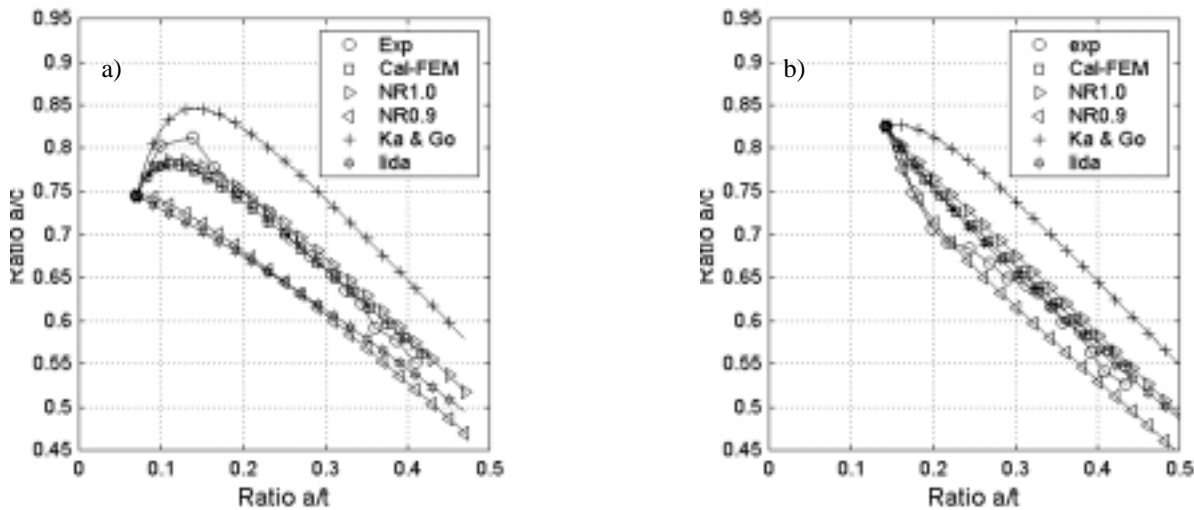 a)
Exp
Cal-FEM
NR1.0
NR0.9
Ka & Go
Iida
Ratio a/c
0.95
0.9
0.85
0.8
0.75
0.7
0.65
0.6
0.55
0.5
0.45
0
0.1
0.2
0.3
0.4
0.5
Ratio a/t
b)
exp
Cal-FEM
NR1.0
NR0.9
Ka & Go
Iida
Ratio a/c
0.95
0.9
0.85
0.8
0.75
0.7
0.65
0.6
0.55
0.5
0.45
0
0.1
0.2
0.3
0.4
0.5
Ratio a/t